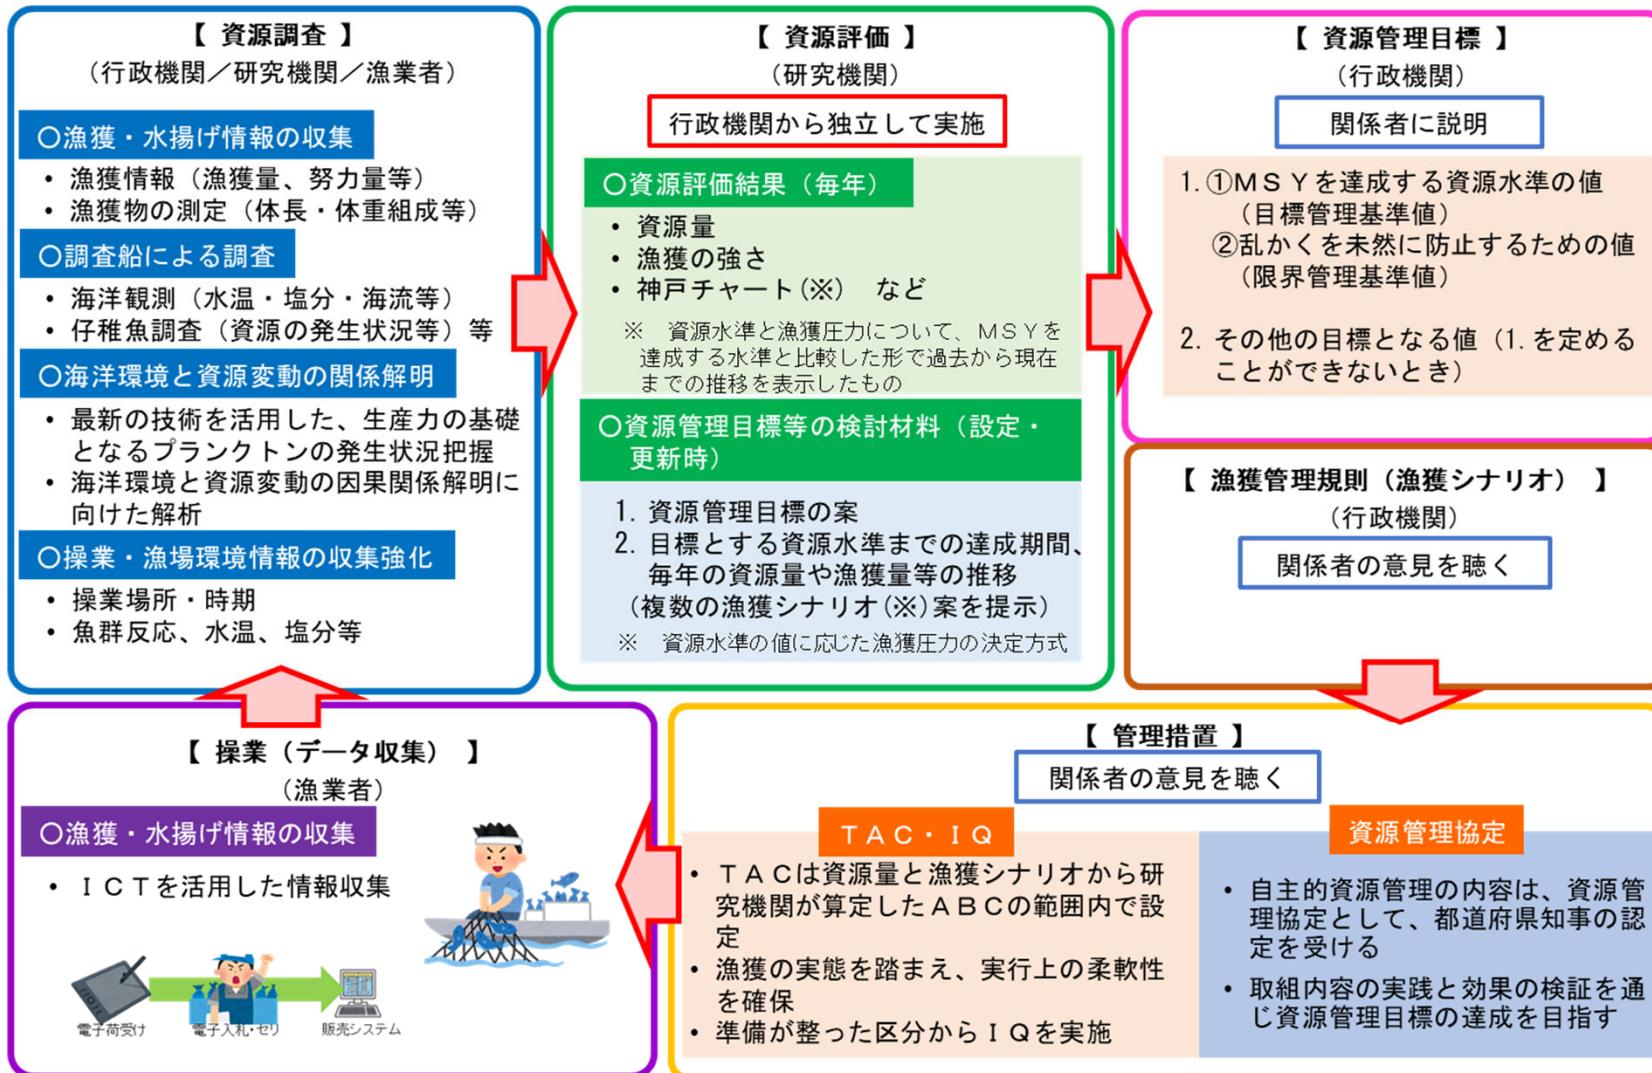 【 資源調査 】
（行政機関／研究機関／漁業者）
〇漁獲・水揚げ情報の収集
• 漁獲情報（漁獲量、努力量等）
• 漁獲物の測定（体長・体重組成等）
〇調査船による調査
• 海洋観測（水温・塩分・海流等）
• 仔稚魚調査（資源の発生状況等）等
〇海洋環境と資源変動の関係解明
• 最新の技術を活用した、生産力の基礎
となるプランクトンの発生状況把握
• 海洋環境と資源変動の因果関係解明に
向けた解析
〇操業・漁場環境情報の収集強化
• 操業場所・時期
• 魚群反応、水温、塩分等
【 資源評価 】
（研究機関）
行政機関から独立して実施
〇資源評価結果（毎年）
• 資源量
• 漁獲の強さ
• 神戸チャート(※)　など
※　資源水準と漁獲圧力について、ＭＳＹを
達成する水準と比較した形で過去から現在
までの推移を表示したもの
〇資源管理目標等の検討材料（設定・
更新時）
1. 資源管理目標の案
2. 目標とする資源水準までの達成期間、
毎年の資源量や漁獲量等の推移
（複数の漁獲シナリオ(※)案を提示）
※　資源水準の値に応じた漁獲圧力の決定方式
【 資源管理目標 】
（行政機関）
関係者に説明
1. ①ＭＳＹを達成する資源水準の値
（目標管理基準値）
②乱かくを未然に防止するための値
（限界管理基準値）
2. その他の目標となる値（1. を定める
ことができないとき）
【 漁獲管理規則（漁獲シナリオ） 】
（行政機関）
関係者の意見を聴く
【 管理措置 】
関係者の意見を聴く
ＴＡＣ・ＩＱ
• ＴＡＣは資源量と漁獲シナリオから研
究機関が算定したＡＢＣの範囲内で設
定
• 漁獲の実態を踏まえ、実行上の柔軟性
を確保
• 準備が整った区分からＩＱを実施
資源管理協定
• 自主的資源管理の内容は、資源管
理協定として、都道府県知事の認
定を受ける
• 取組内容の実践と効果の検証を通
じ資源管理目標の達成を目指す
【 操業（データ収集） 】
（漁業者）
〇漁獲・水揚げ情報の収集
• ＩＣＴを活用した情報収集
電子荷受け
電子入札・セリ
販売システム